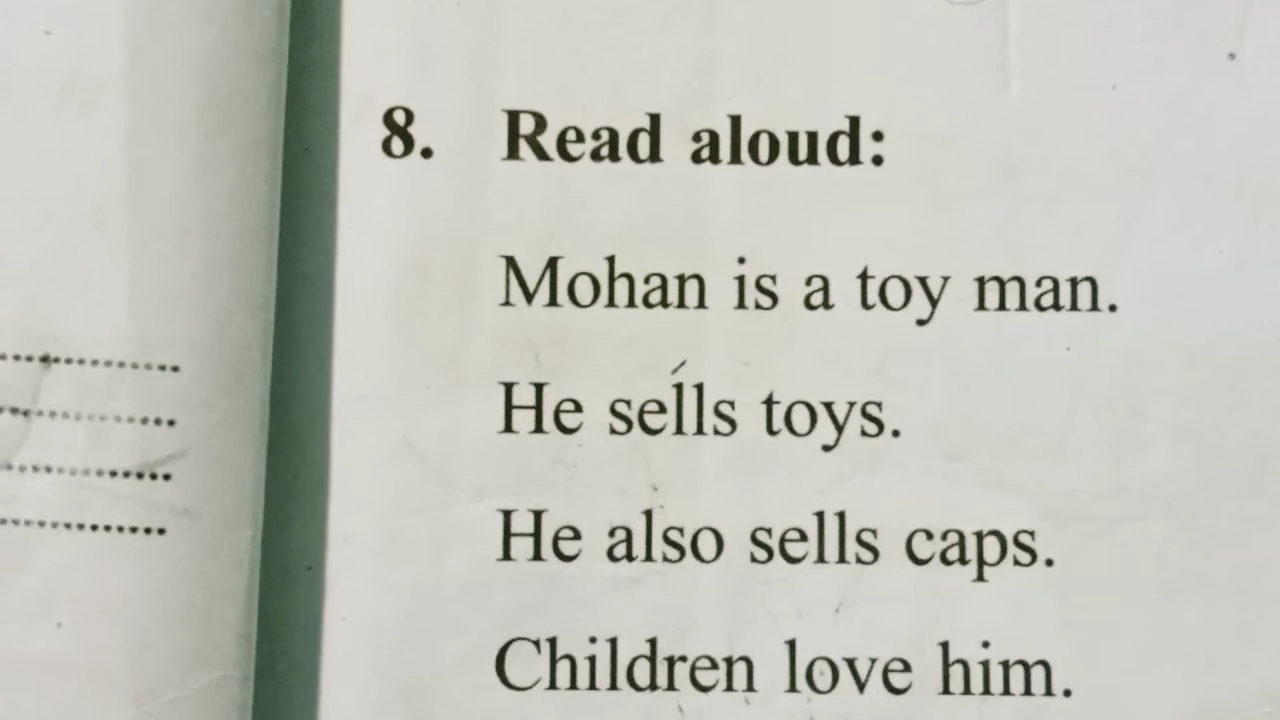 8. Read aloud:
Mohan is a toy man.
He sells toys.
He also sells caps.
Children love him.